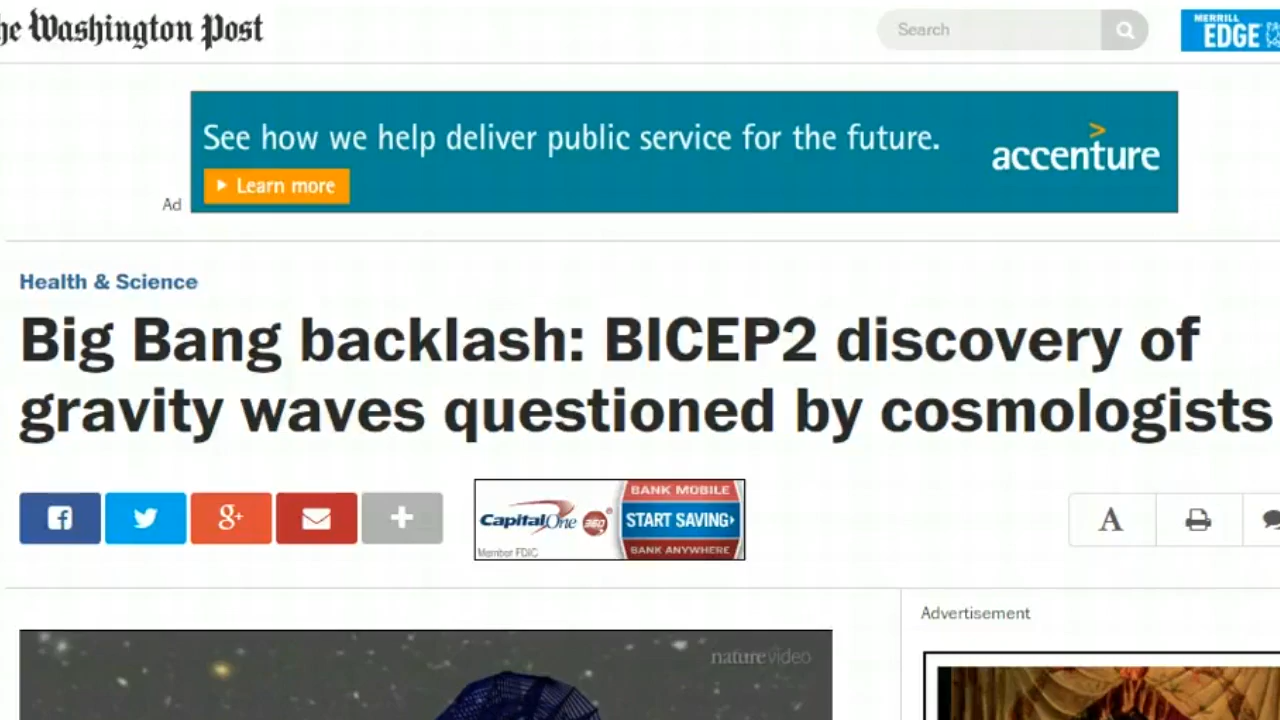 he Washington Post
Search
MERRILL
EDGE
See how we help deliver public service for the future.
Learn more
accenture
Ad
Health & Science
Big Bang backlash: BICEP2 discovery of
gravity waves questioned by cosmologists
g+
Capital One 360
Member FDIC
BANK MOBILE
START SAVING
BANK ANYWHERE
A
Advertisement
naturevideo